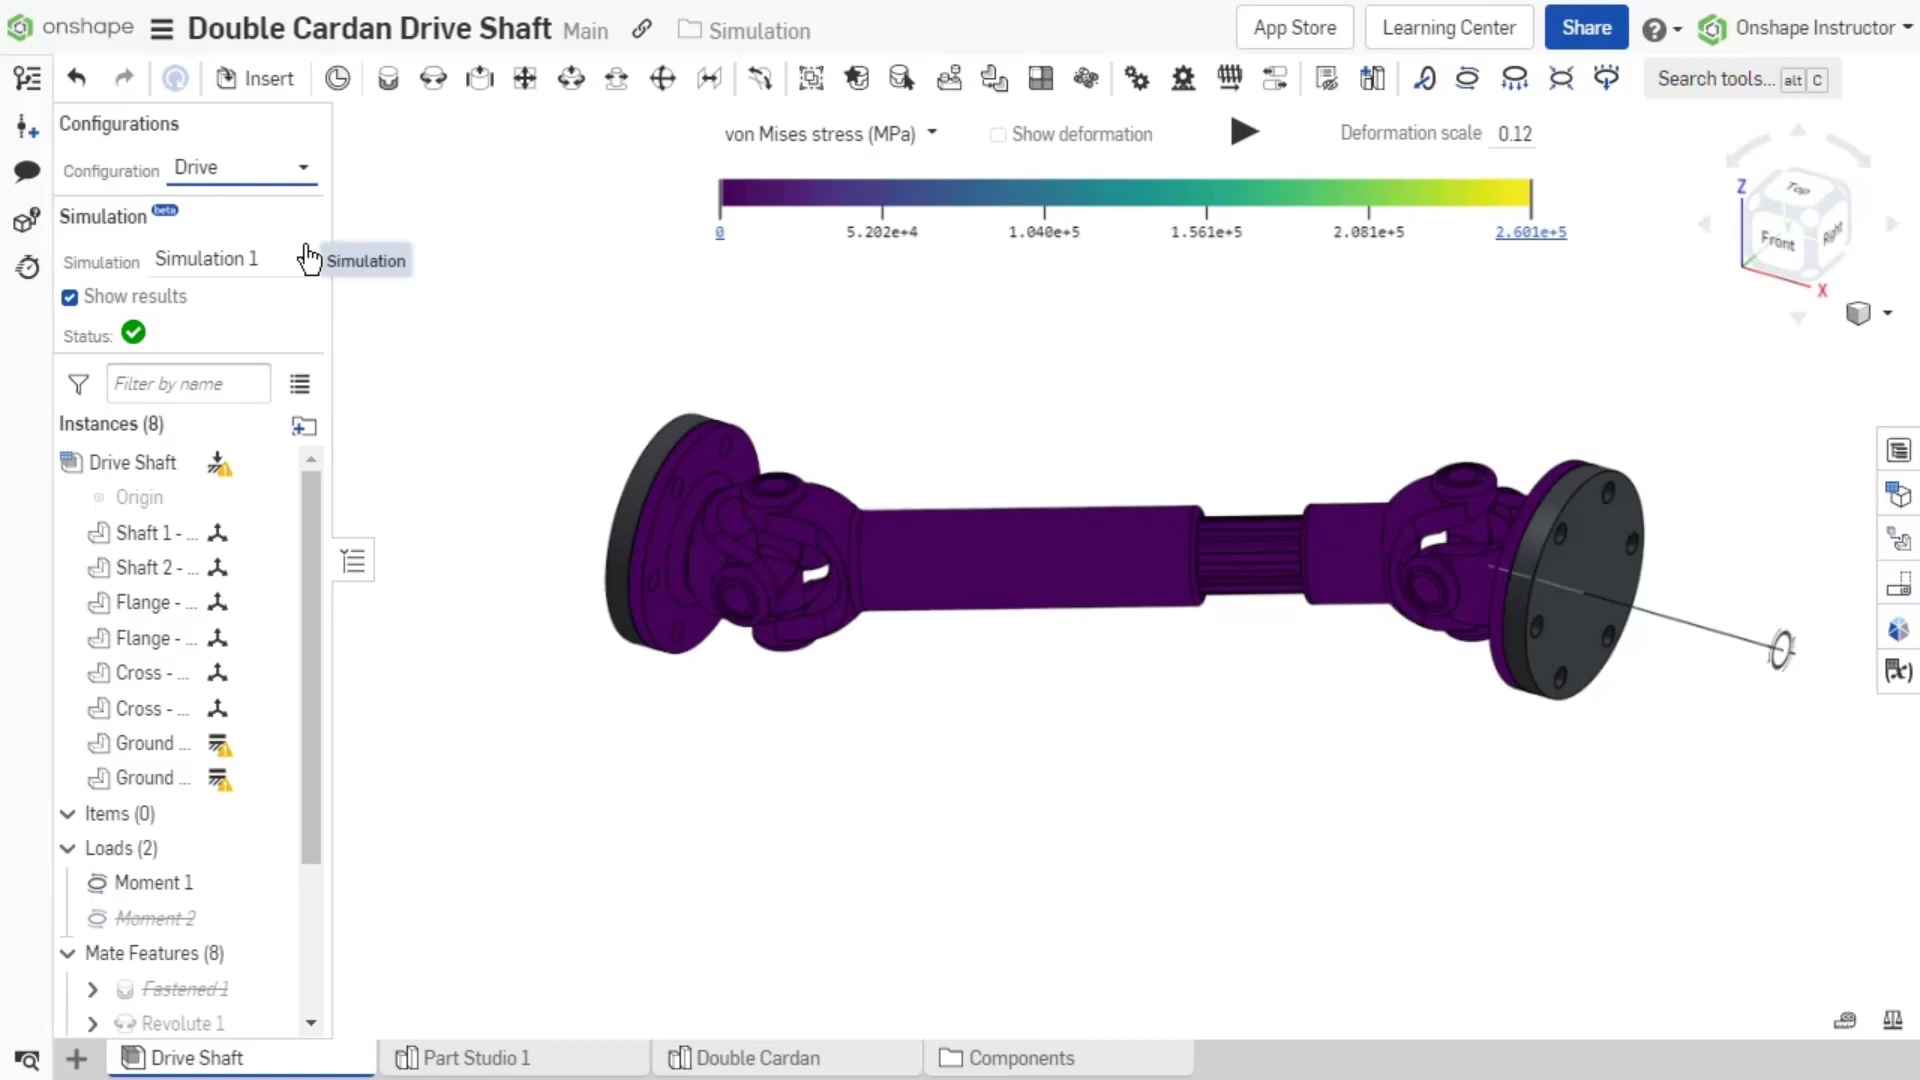 onshape Double Cardan Drive Shaft Main Simulation App Store Learning Center Share Onshape Instructor
Insert Search tools... alt C
Configurations
Configuration Drive
Simulation beta
Simulation Simulation 1 Simulation
Show results
Status:
Filter by name
Instances (8)
Drive Shaft
Origin
Shaft 1 - ...
Shaft 2 - ...
Flange - ...
Flange - ...
Cross - ...
Cross - ...
Ground ...
Ground ...
Items (0)
Loads (2)
Moment 1
Moment 2
Mate Features (8)
Fastened 1
Revolute 1
von Mises stress (MPa) Show deformation Deformation scale 0.12
0 5.202e+4 1.040e+5 1.561e+5 2.081e+5 2.601e+5
Z Top Front Right X
Drive Shaft Part Studio 1 Double Cardan Components